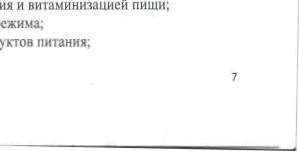 ия и витаминизацией пищи;
ежима;
уктов питания;
7